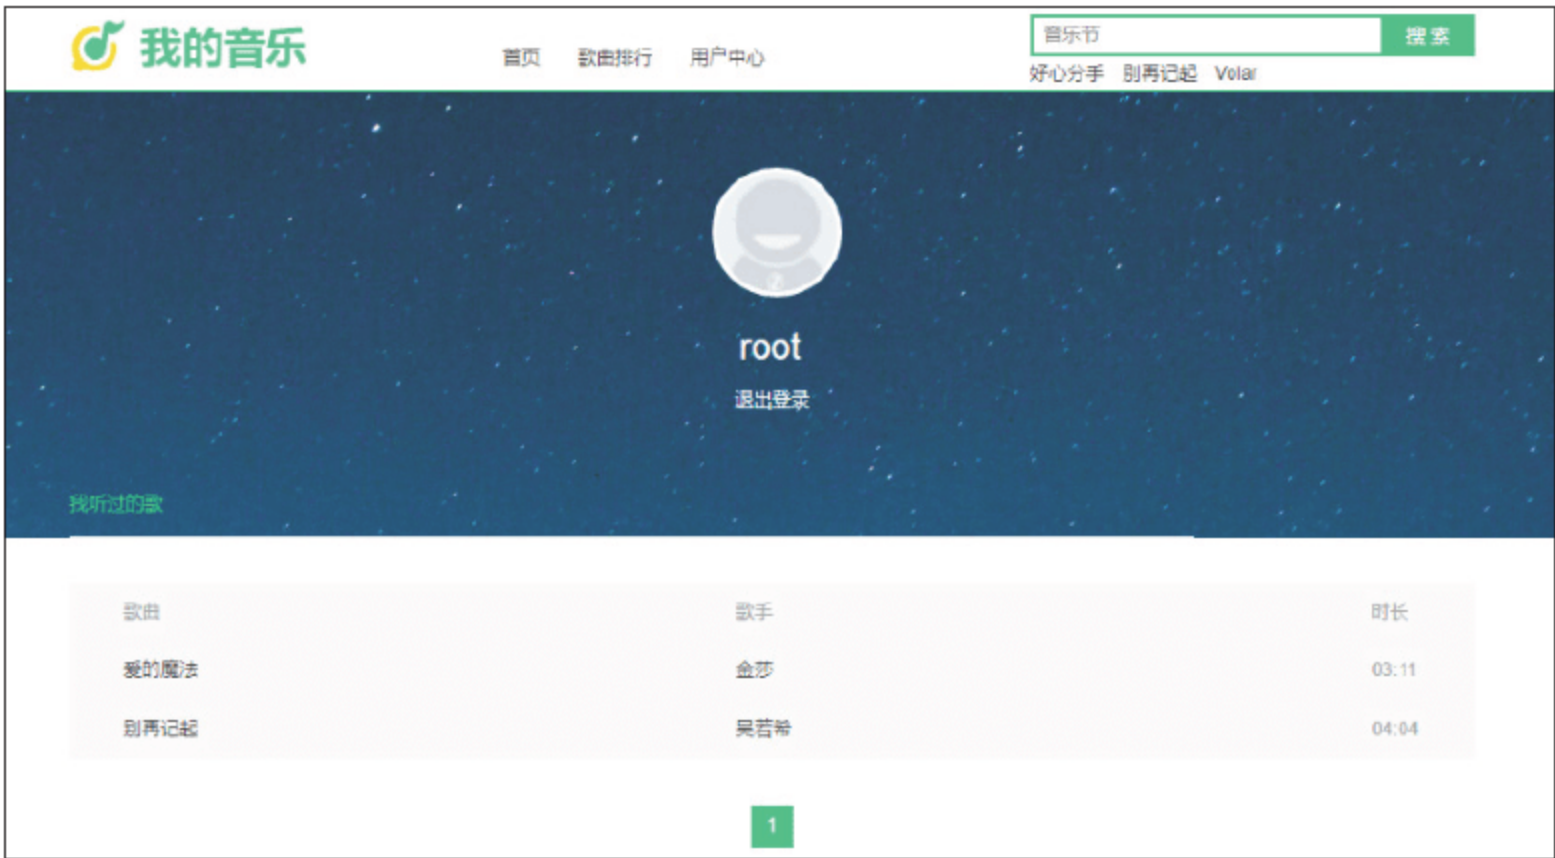 我的音乐
首页 歌曲排行 用户中心
音乐节 搜索
好心分手 别再记起 Volar
root
退出登录
我听过的歌
歌曲 歌手 时长
爱的魔法 金莎 03:11
别再记起 吴若希 04:04
1